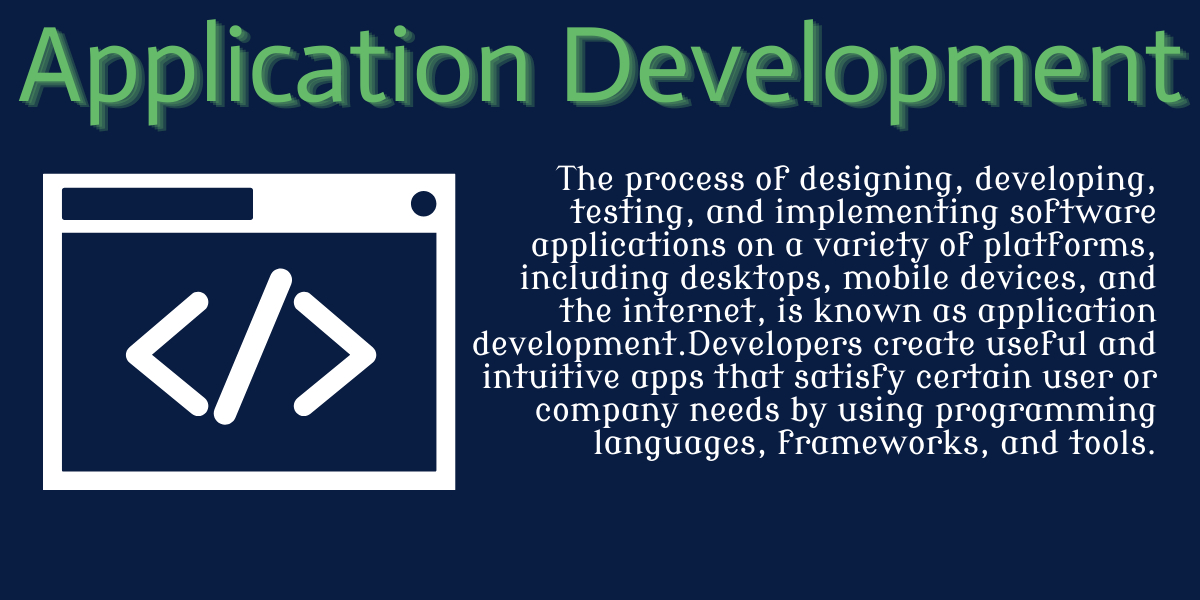 Application Development
The process of designing, developing,
testing, and implementing software
applications on a variety of platforms,
including desktops, mobile devices, and
the internet, is known as application
development.Developers create useful and
intuitive apps that satisfy certain user or
company needs by using programming
languages, frameworks, and tools.
</>